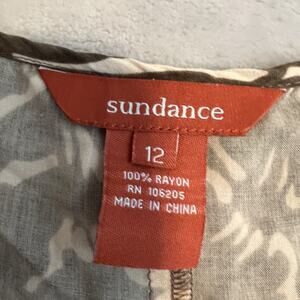 sundance
12
100% RAYON
RN 106205
MADE IN CHINA